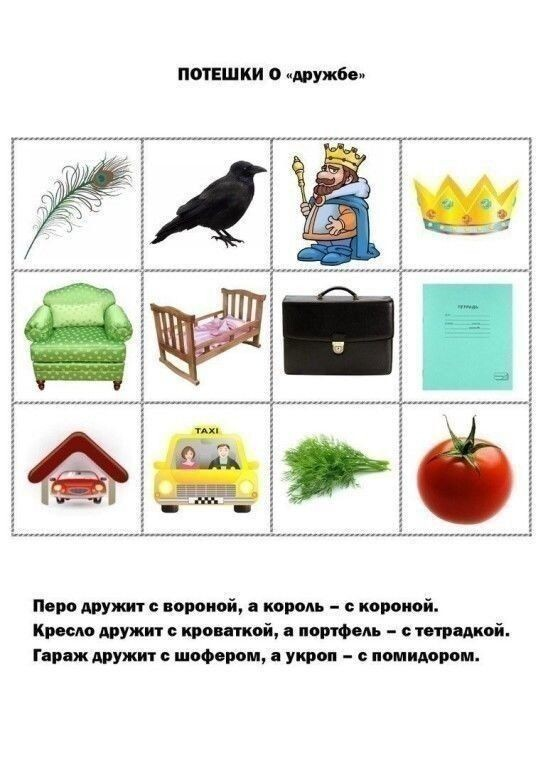 ПОТЕШКИ О «дружбе»
ТЕТРАДЬ
TAXI
Перо дружит с вороной, а король – с короной.
Кресло дружит с кроваткой, а портфель – с тетрадкой.
Гараж дружит с шофером, а укроп – с помидором.